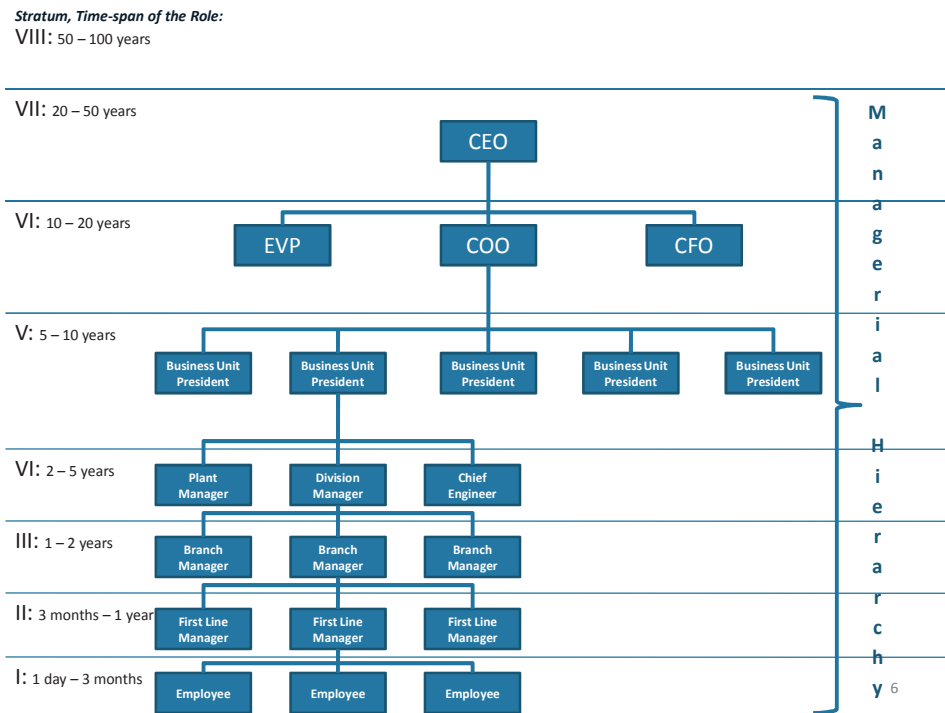 Stratum, Time-span of the Role:
VIII: 50 – 100 years
VII: 20 – 50 years
CEO
VI: 10 – 20 years
EVP
COO
CFO
V: 5 – 10 years
Business Unit
President
Business Unit
President
Business Unit
President
Business Unit
President
Business Unit
President
VI: 2 – 5 years
Plant
Manager
Division
Manager
Chief
Engineer
III: 1 – 2 years
Branch
Manager
Branch
Manager
Branch
Manager
II: 3 months – 1 year
First Line
Manager
First Line
Manager
First Line
Manager
I: 1 day – 3 months
Employee
Employee
Employee
Managerial Hierarchy
6